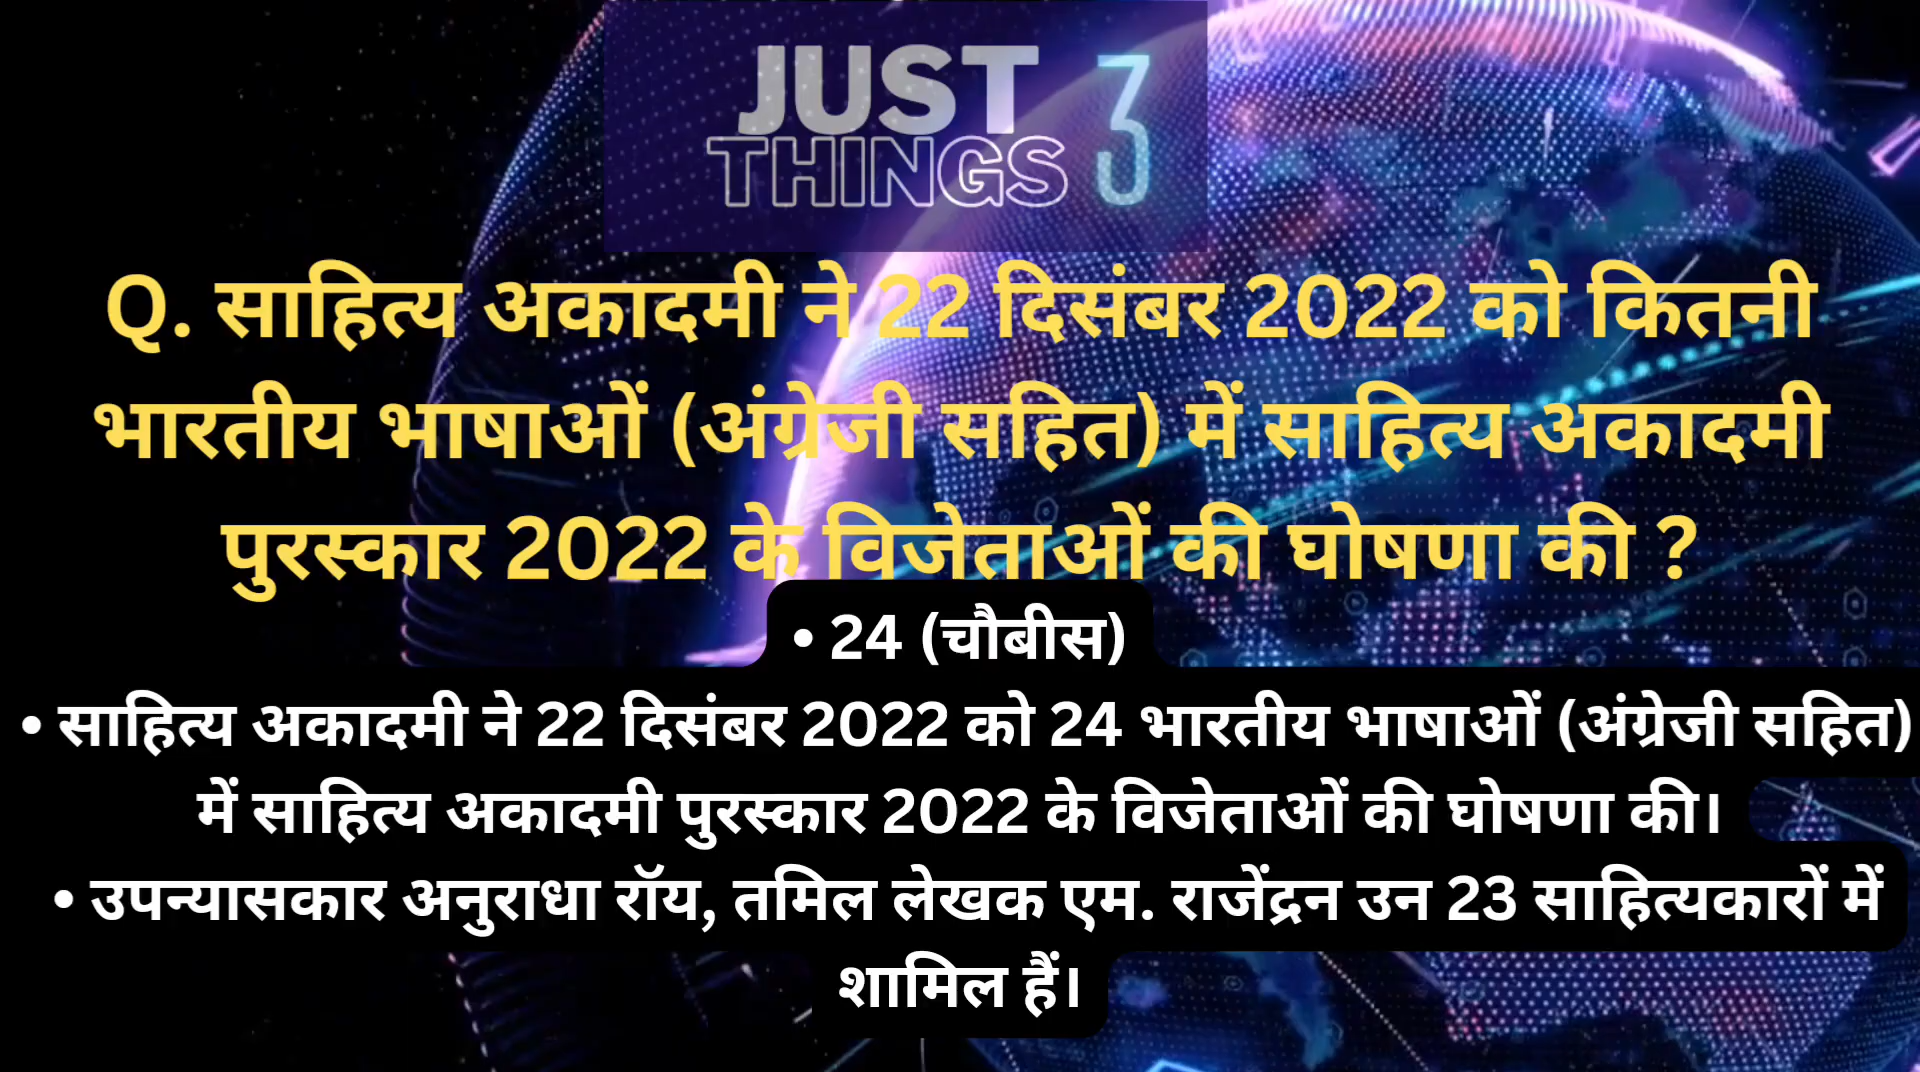 JUST
THINGS 3
Q. साहित्य अकादमी ने 22 दिसंबर 2022 को कितनी
भारतीय भाषाओं (अंग्रेजी सहित) में साहित्य अकादमी
पुरस्कार 2022 के विजेताओं की घोषणा की ?
• 24 (चौबीस)
• साहित्य अकादमी ने 22 दिसंबर 2022 को 24 भारतीय भाषाओं (अंग्रेजी सहित)
में साहित्य अकादमी पुरस्कार 2022 के विजेताओं की घोषणा की।
• उपन्यासकार अनुराधा रॉय, तमिल लेखक एम. राजेंद्रन उन 23 साहित्यकारों में
शामिल हैं।